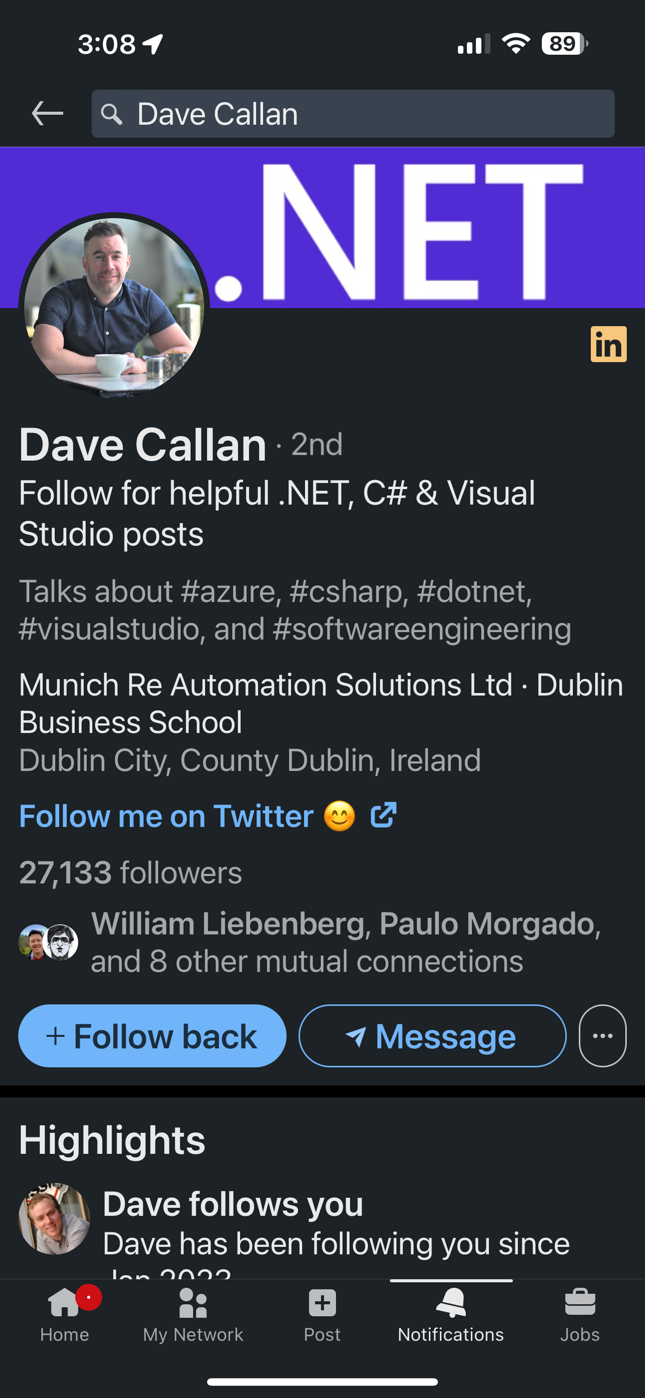 3:08
89
Dave Callan
.NET
in
Dave Callan · 2nd
Follow for helpful .NET, C# & Visual
Studio posts
Talks about #azure, #csharp, #dotnet,
#visualstudio, and #softwareengineering
Munich Re Automation Solutions Ltd · Dublin
Business School
Dublin City, County Dublin, Ireland
Follow me on Twitter 😊
27,133 followers
William Liebenberg, Paulo Morgado,
and 8 other mutual connections
+ Follow back
Message
...
Highlights
Dave follows you
Dave has been following you since
Jan 2023
Home
My Network
Post
Notifications
Jobs